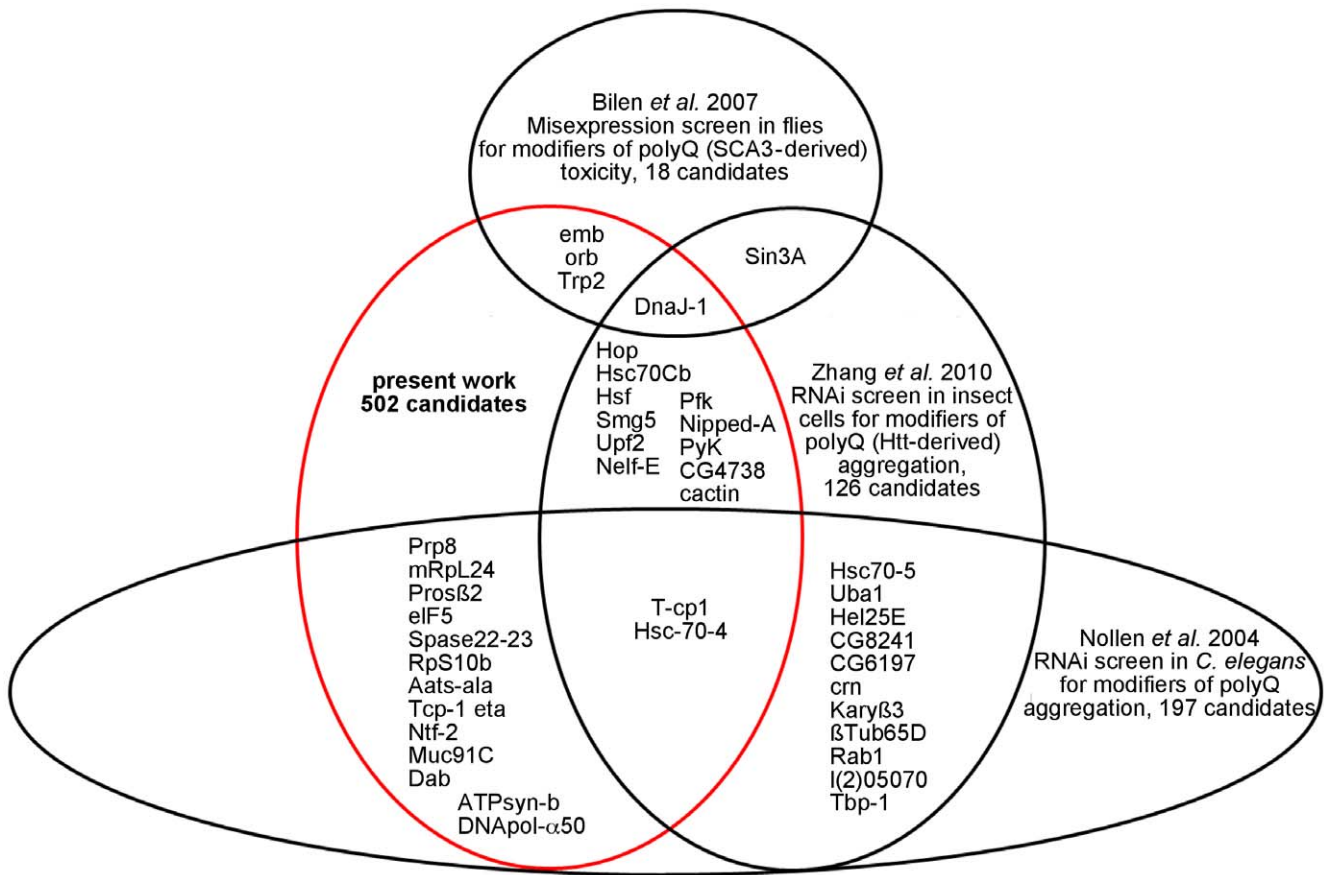 Bilen et al. 2007
Misexpression screen in flies
for modifiers of polyQ (SCA3-derived)
toxicity, 18 candidates
emb
orb
Trp2
Sin3A
DnaJ-1
present work
502 candidates
Hop
Hsc70Cb
Hsf
Smg5
Upf2
Nelf-E
Pfk
Nipped-A
PyK
CG4738
cactin
Zhang et al. 2010
RNAi screen in insect
cells for modifiers of
polyQ (Htt-derived)
aggregation,
126 candidates
Prp8
mRpL24
Prosß2
eIF5
Spase22-23
RpS10b
Aats-ala
Tcp-1 eta
Ntf-2
Muc91C
Dab
ATPsyn-b
DNApol-α50
T-cp1
Hsc-70-4
Hsc70-5
Uba1
Hel25E
CG8241
CG6197
crn
Karyß3
ßTub65D
Rab1
l(2)05070
Tbp-1
Nollen et al. 2004
RNAi screen in C. elegans
for modifiers of polyQ
aggregation, 197 candidates